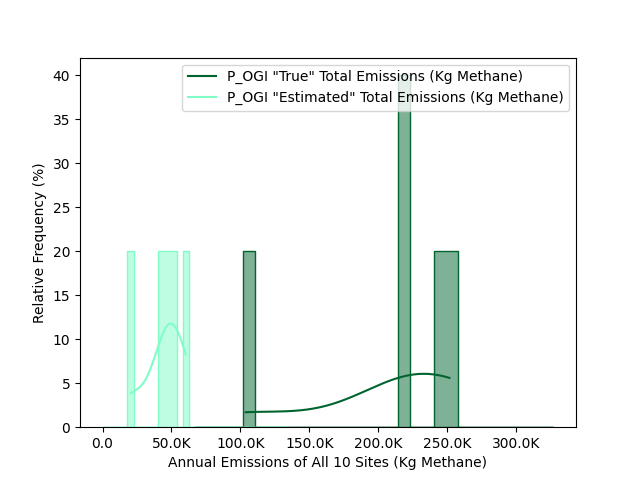 P_OGI "True" Total Emissions (Kg Methane)
P_OGI "Estimated" Total Emissions (Kg Methane)
Relative Frequency (%)
40
35
30
25
20
15
10
5
0
0.0 50.0K 100.0K 150.0K 200.0K 250.0K 300.0K
Annual Emissions of All 10 Sites (Kg Methane)